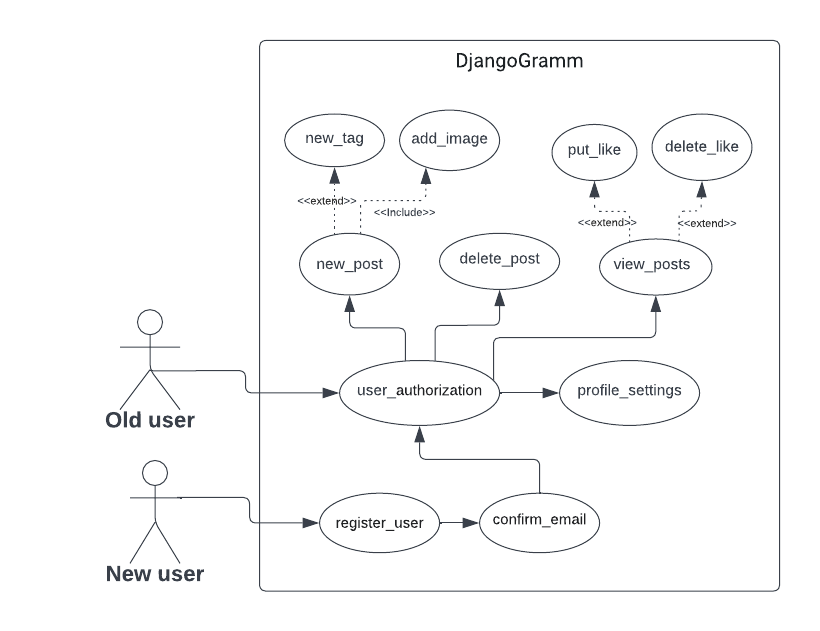 DjangoGramm
new_tag
add_image
put_like
delete_like
<<extend>>
<<Include>>
<<extend>>
<<extend>>
new_post
delete_post
view_posts
user_authorization
profile_settings
Old user
register_user
confirm_email
New user